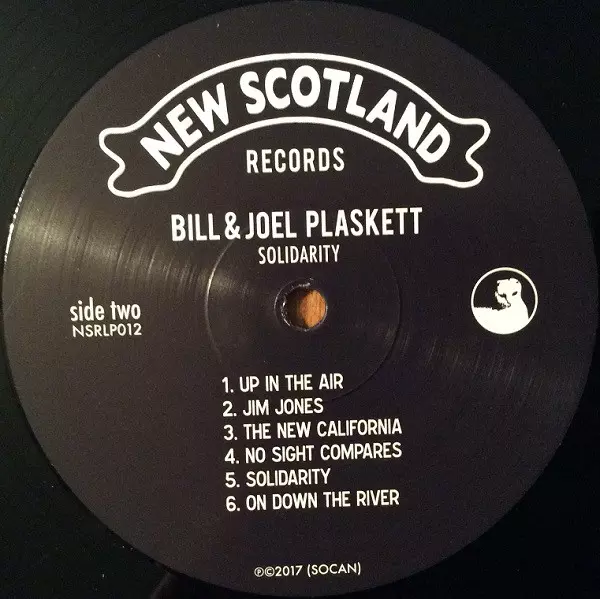 NEW SCOTLAND
RECORDS
BILL & JOEL PLASKETT
SOLIDARITY
side two
NSRLP012
1. UP IN THE AIR
2. JIM JONES
3. THE NEW CALIFORNIA
4. NO SIGHT COMPARES
5. SOLIDARITY
6. ON DOWN THE RIVER
℗©2017 (SOCAN)